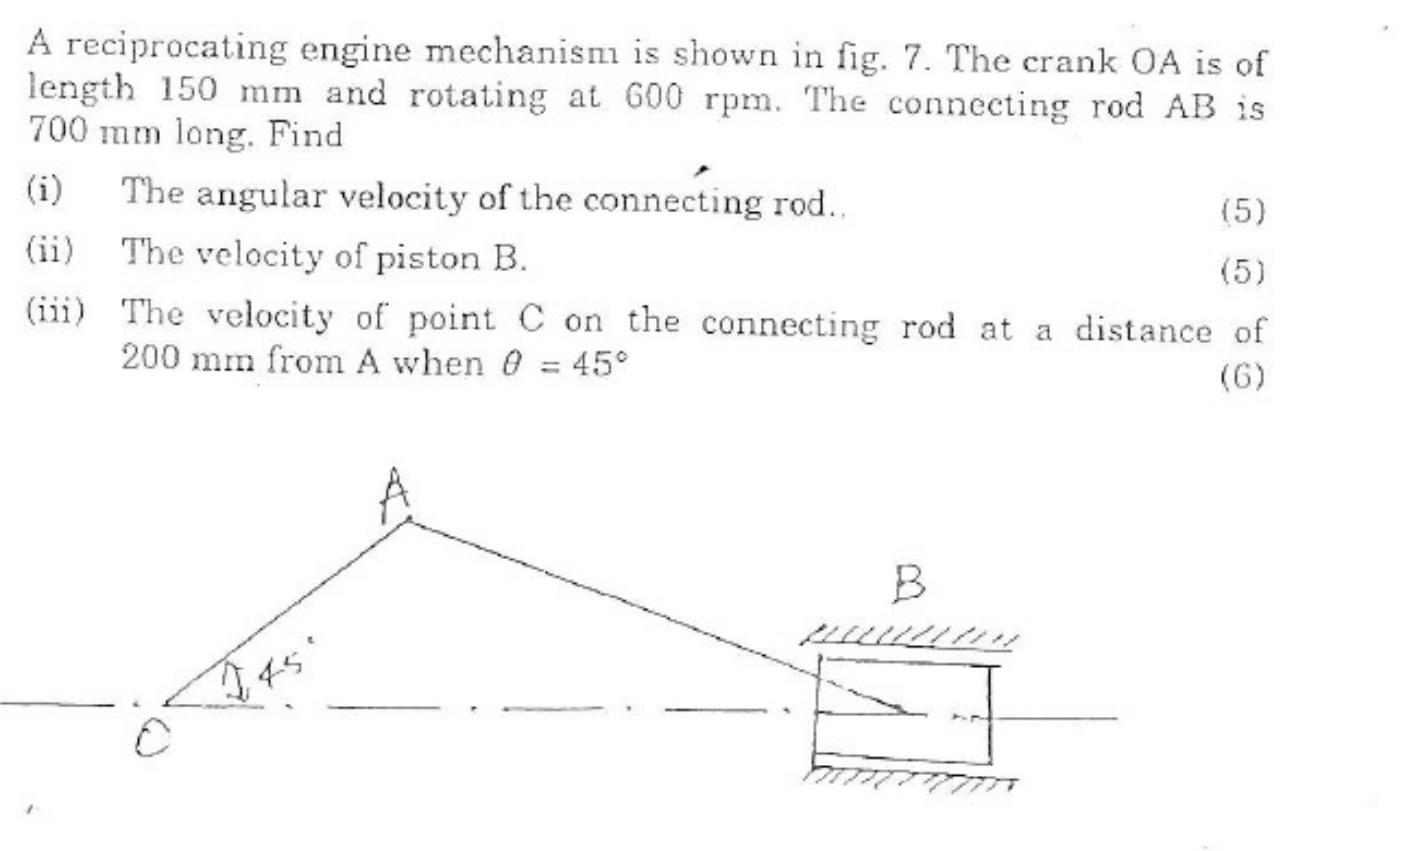 A reciprocating engine mechanism is shown in fig. 7. The crank OA is of
length 150 mm and rotating at 600 rpm. The connecting rod AB is
700 mm long. Find
(i) The angular velocity of the connecting rod..
(5)
(ii) The velocity of piston B.
(5)
(iii) The velocity of point C on the connecting rod at a distance of
200 mm from A when θ = 45°
(6)
A
B
45°
O